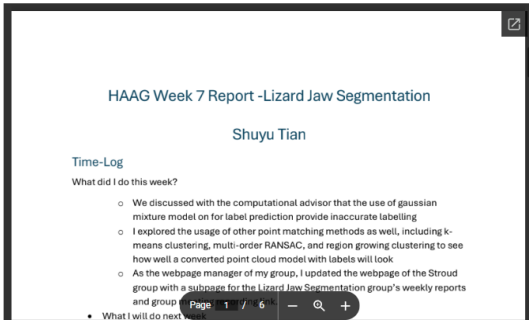 HAAG Week 7 Report -Lizard Jaw Segmentation
Shuyu Tian
Time-Log
What did I do this week?
o We discussed with the computational advisor that the use of gaussian
mixture model on for label prediction provide inaccurate labelling
o I explored the usage of other point matching methods as well, including k-
means clustering, multi-order RANSAC, and region growing clustering to see
how well a converted point cloud model with labels will look
o As the webpage manager of my group, I updated the webpage of the Stroud
group with a subpage for the Lizard Jaw Segmentation group's weekly reports
and group link.
• What I will do next week
Page 1 / 6